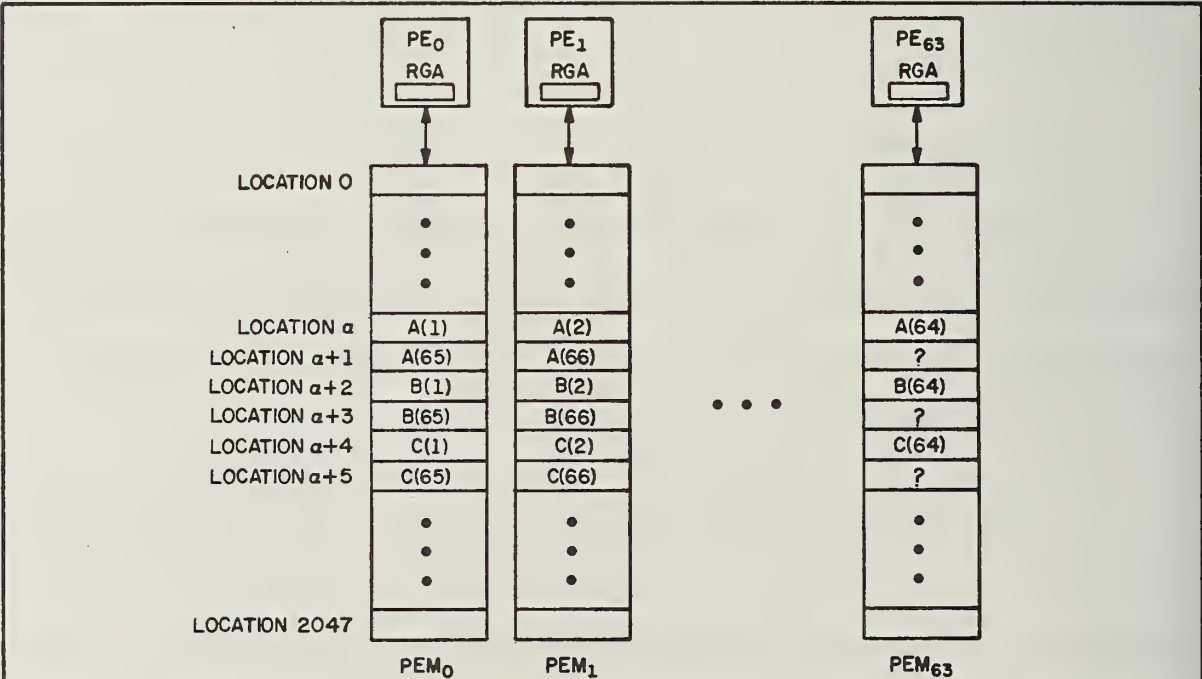 PE₀ PE₁ PE₆₃
RGA RGA RGA
LOCATION 0
LOCATION α A(1) A(2) A(64)
LOCATION α+1 A(65) A(66) ?
LOCATION α+2 B(1) B(2) B(64)
LOCATION α+3 B(65) B(66) ?
LOCATION α+4 C(1) C(2) C(64)
LOCATION α+5 C(65) C(66) ?
LOCATION 2047
PEM₀ PEM₁ PEM₆₃